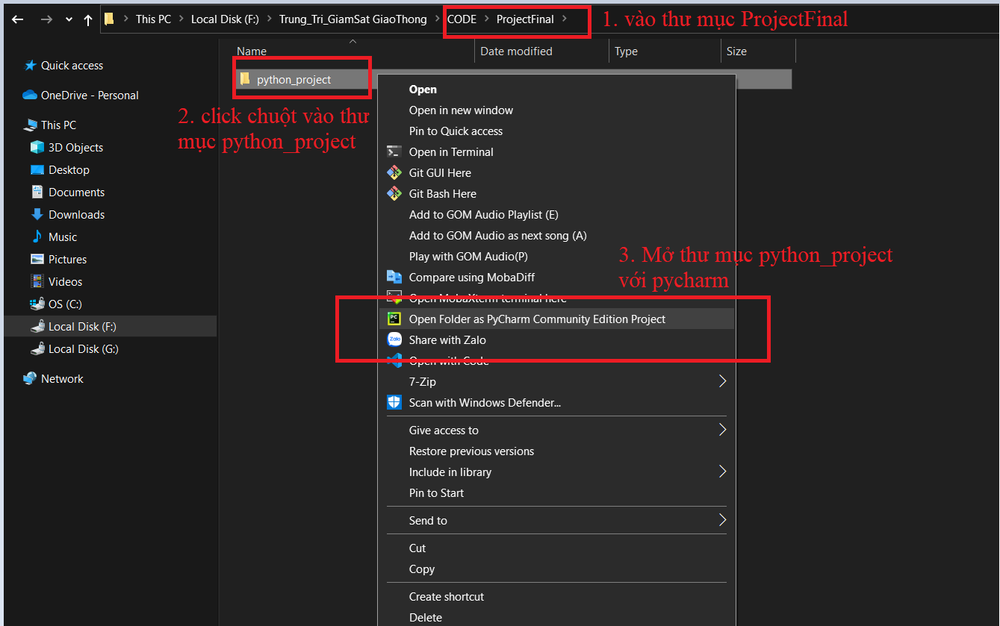 This PC > Local Disk (F:) > Trung_Tri_GiamSat GiaoThong > CODE > ProjectFinal >
1. vào thư mục ProjectFinal
Name Date modified Type Size
python_project
2. click chuột vào thư
mục python_project
Quick access
OneDrive - Personal
This PC
3D Objects
Desktop
Documents
Downloads
Music
Pictures
Videos
OS (C:)
Local Disk (F:)
Local Disk (G:)
Network
Open
Open in new window
Pin to Quick access
Open in Terminal
Git GUI Here
Git Bash Here
Add to GOM Audio Playlist (E)
Add to GOM Audio as next song (A)
Play with GOM Audio(P)
Compare using MobaDiff
Open MobaXterm terminal here
3. Mở thư mục python_project
với pycharm
PC
Open Folder as PyCharm Community Edition Project
Zalo
Share with Zalo
Open with Code
7-Zip
Scan with Windows Defender...
Give access to
Restore previous versions
Include in library
Pin to Start
Send to
Cut
Copy
Create shortcut
Delete